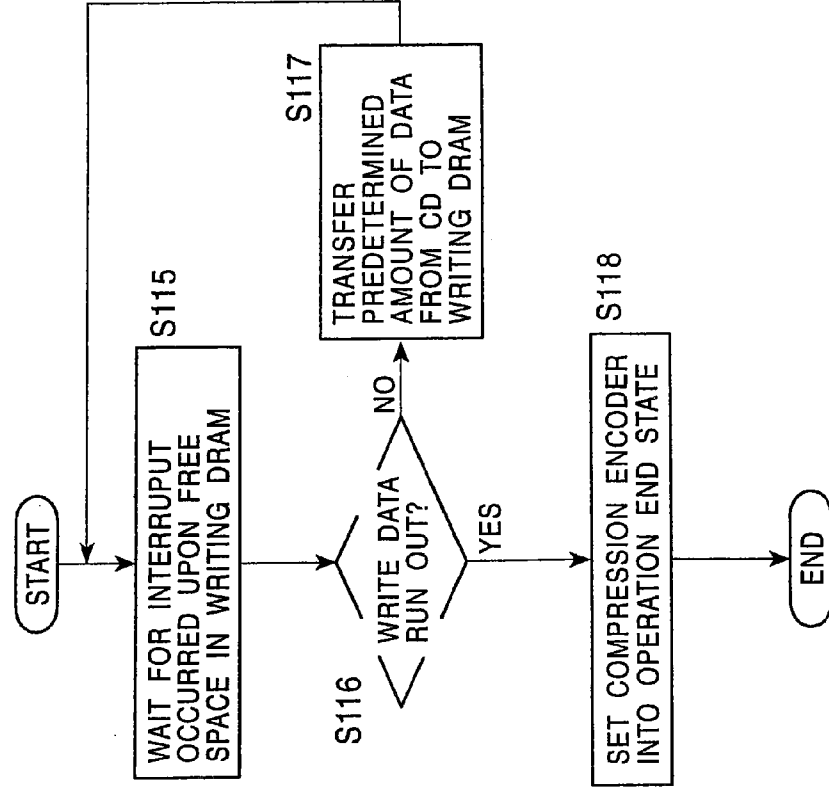 START
S115
WAIT FOR INTERRUPUT
OCCURRED UPON FREE
SPACE IN WRITING DRAM
S116
WRITE DATA
RUN OUT?
NO
YES
S117
TRANSFER
PREDETERMINED
AMOUNT OF DATA
FROM CD TO
WRITING DRAM
S118
SET COMPRESSION ENCODER
INTO OPERATION END STATE
END